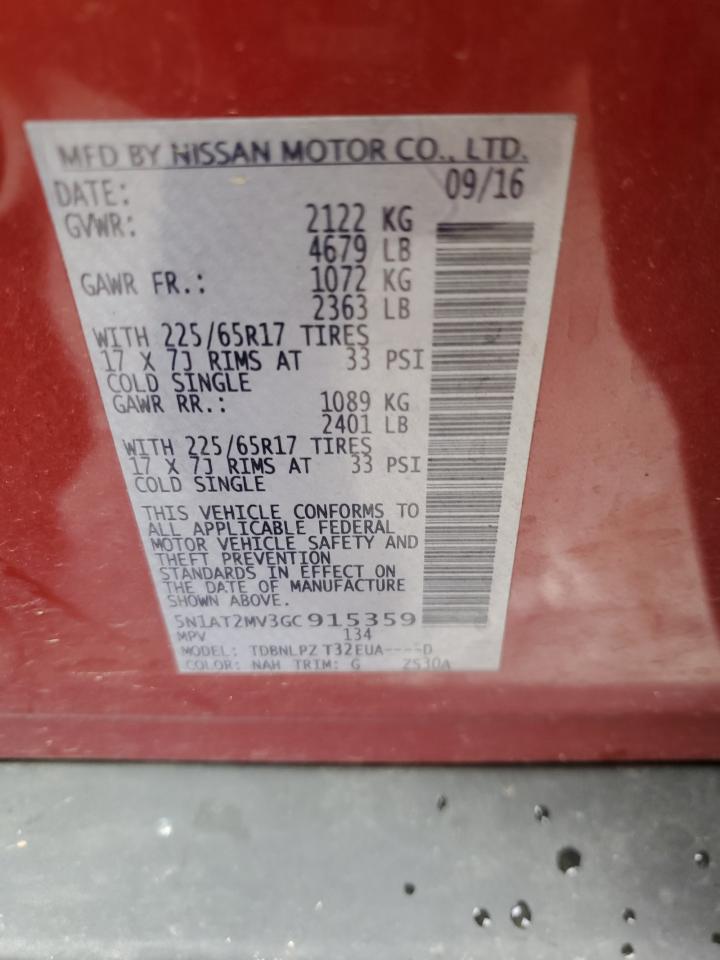 MFD BY NISSAN MOTOR CO., LTD.
DATE: 09/16
GVWR: 2122 KG
4679 LB
GAWR FR.: 1072 KG
2363 LB
WITH 225/65R17 TIRES
17 X 7J RIMS AT 33 PSI
COLD SINGLE
GAWR RR.: 1089 KG
2401 LB
WITH 225/65R17 TIRES
17 X 7J RIMS AT 33 PSI
COLD SINGLE
THIS VEHICLE CONFORMS TO
ALL APPLICABLE FEDERAL
MOTOR VEHICLE SAFETY AND
THEFT PREVENTION
STANDARDS IN EFFECT ON
THE DATE OF MANUFACTURE
SHOWN ABOVE.
5N1AT2MV3GC915359
MPV 134
MODEL: TDBNLPZ T32EUA----D
COLOR: NAH TRIM: G 2530A